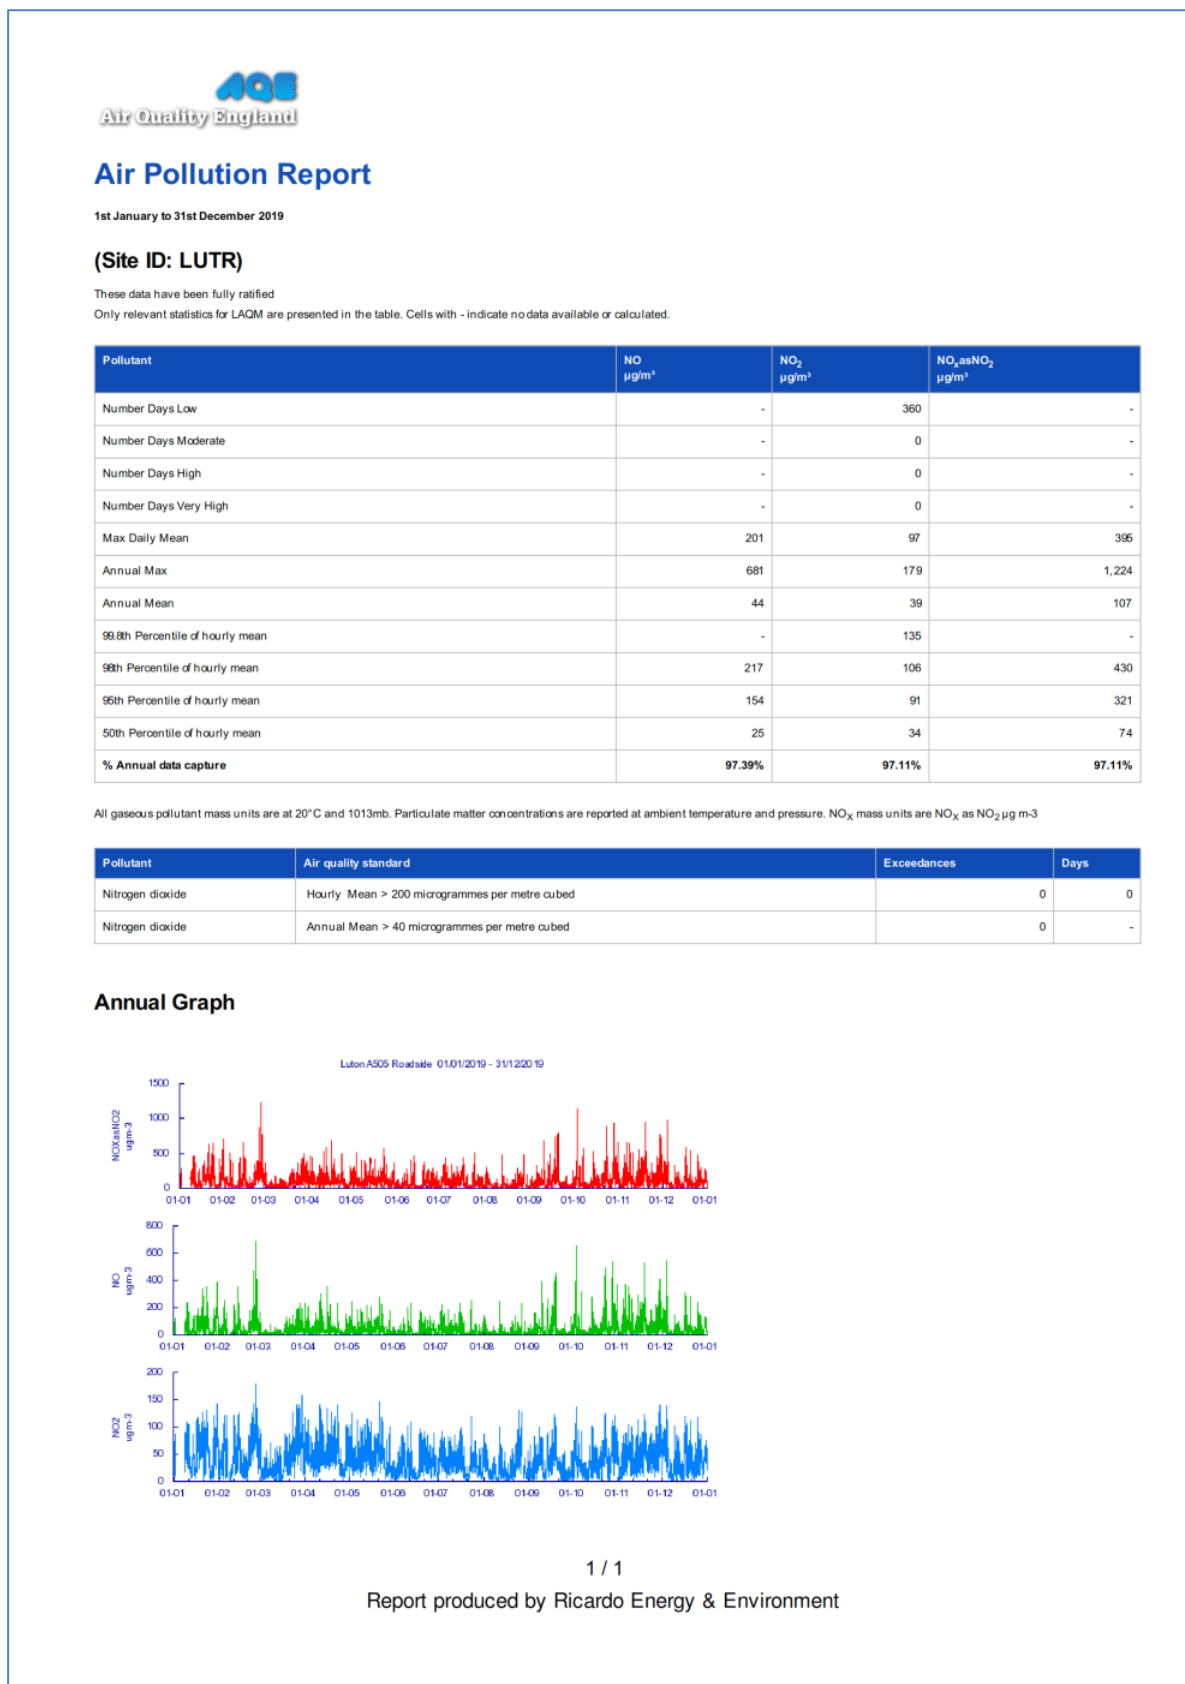 AQE
Air Quality England
Air Pollution Report
1st January to 31st December 2019
(Site ID: LUTR)
These data have been fully ratified
Only relevant statistics for LAQM are presented in the table. Cells with - indicate no data available or calculated.
Pollutant NO µg/m³ NO₂ µg/m³ NOₓasNO₂ µg/m³
Number Days Low - 360 -
Number Days Moderate - 0 -
Number Days High - 0 -
Number Days Very High - 0 -
Max Daily Mean 201 97 395
Annual Max 681 179 1,224
Annual Mean 44 39 107
99.8th Percentile of hourly mean - 135 -
98th Percentile of hourly mean 217 106 430
95th Percentile of hourly mean 154 91 321
50th Percentile of hourly mean 25 34 74
% Annual data capture 97.39% 97.11% 97.11%
All gaseous pollutant mass units are at 20°C and 1013mb. Particulate matter concentrations are reported at ambient temperature and pressure. NOX mass units are NOX as NO₂ µg m-3
Pollutant Air quality standard Exceedances Days
Nitrogen dioxide Hourly Mean > 200 microgrammes per metre cubed 0 0
Nitrogen dioxide Annual Mean > 40 microgrammes per metre cubed 0 -
Annual Graph
Luton A505 Roadside 01/01/2019 - 31/12/2019
NOXasNO2
ugm-3
1500
1000
500
0
01-01 01-02 01-03 01-04 01-05 01-06 01-07 01-08 01-09 01-10 01-11 01-12 01-01
NO
ugm-3
800
600
400
200
0
01-01 01-02 01-03 01-04 01-05 01-06 01-07 01-08 01-09 01-10 01-11 01-12 01-01
NO2
ugm-3
200
150
100
50
0
01-01 01-02 01-03 01-04 01-05 01-06 01-07 01-08 01-09 01-10 01-11 01-12 01-01
1 / 1
Report produced by Ricardo Energy & Environment